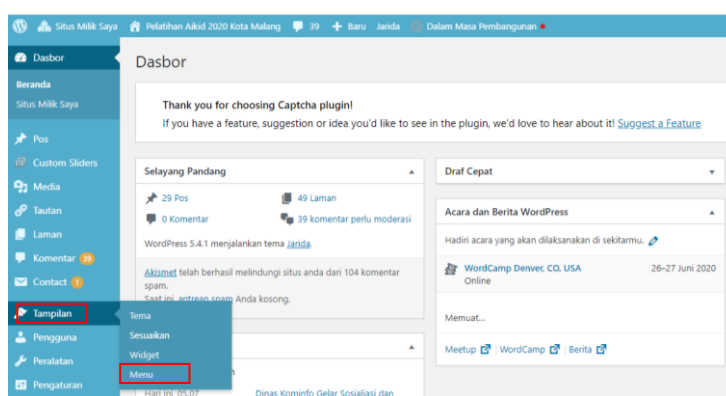 Situs Milik Saya Pelatihan Aikid 2020 Kota Malang 39 + Baru Jarida Dalam Masa Pembangunan
Dasbor
Beranda
Situs Milik Saya
Pos
Custom Sliders
Media
Tautan
Laman
Komentar 39
Contact 1
Tampilan
Pengguna
Peralatan
Pengaturan
Tema
Sesuaikan
Widget
Menu
Dasbor
Thank you for choosing Captcha plugin!
If you have a feature, suggestion or idea you'd like to see in the plugin, we'd love to hear about it! Suggest a Feature
Selayang Pandang
29 Pos 49 Laman
0 Komentar 39 komentar perlu moderasi
WordPress 5.4.1 menjalankan tema Jarida.
Akismet telah berhasil melindungi situs anda dari 104 komentar
spam.
Saat ini, antrean spam Anda kosong.
Hari ini, 05.07 Dinas Kominfo Gelar Sosialiasi dan
Draf Cepat
Acara dan Berita WordPress
Hadiri acara yang akan dilaksanakan di sekitarmu.
WordCamp Denver, CO, USA 26–27 Juni 2020
Online
Memuat...
Meetup | WordCamp | Berita